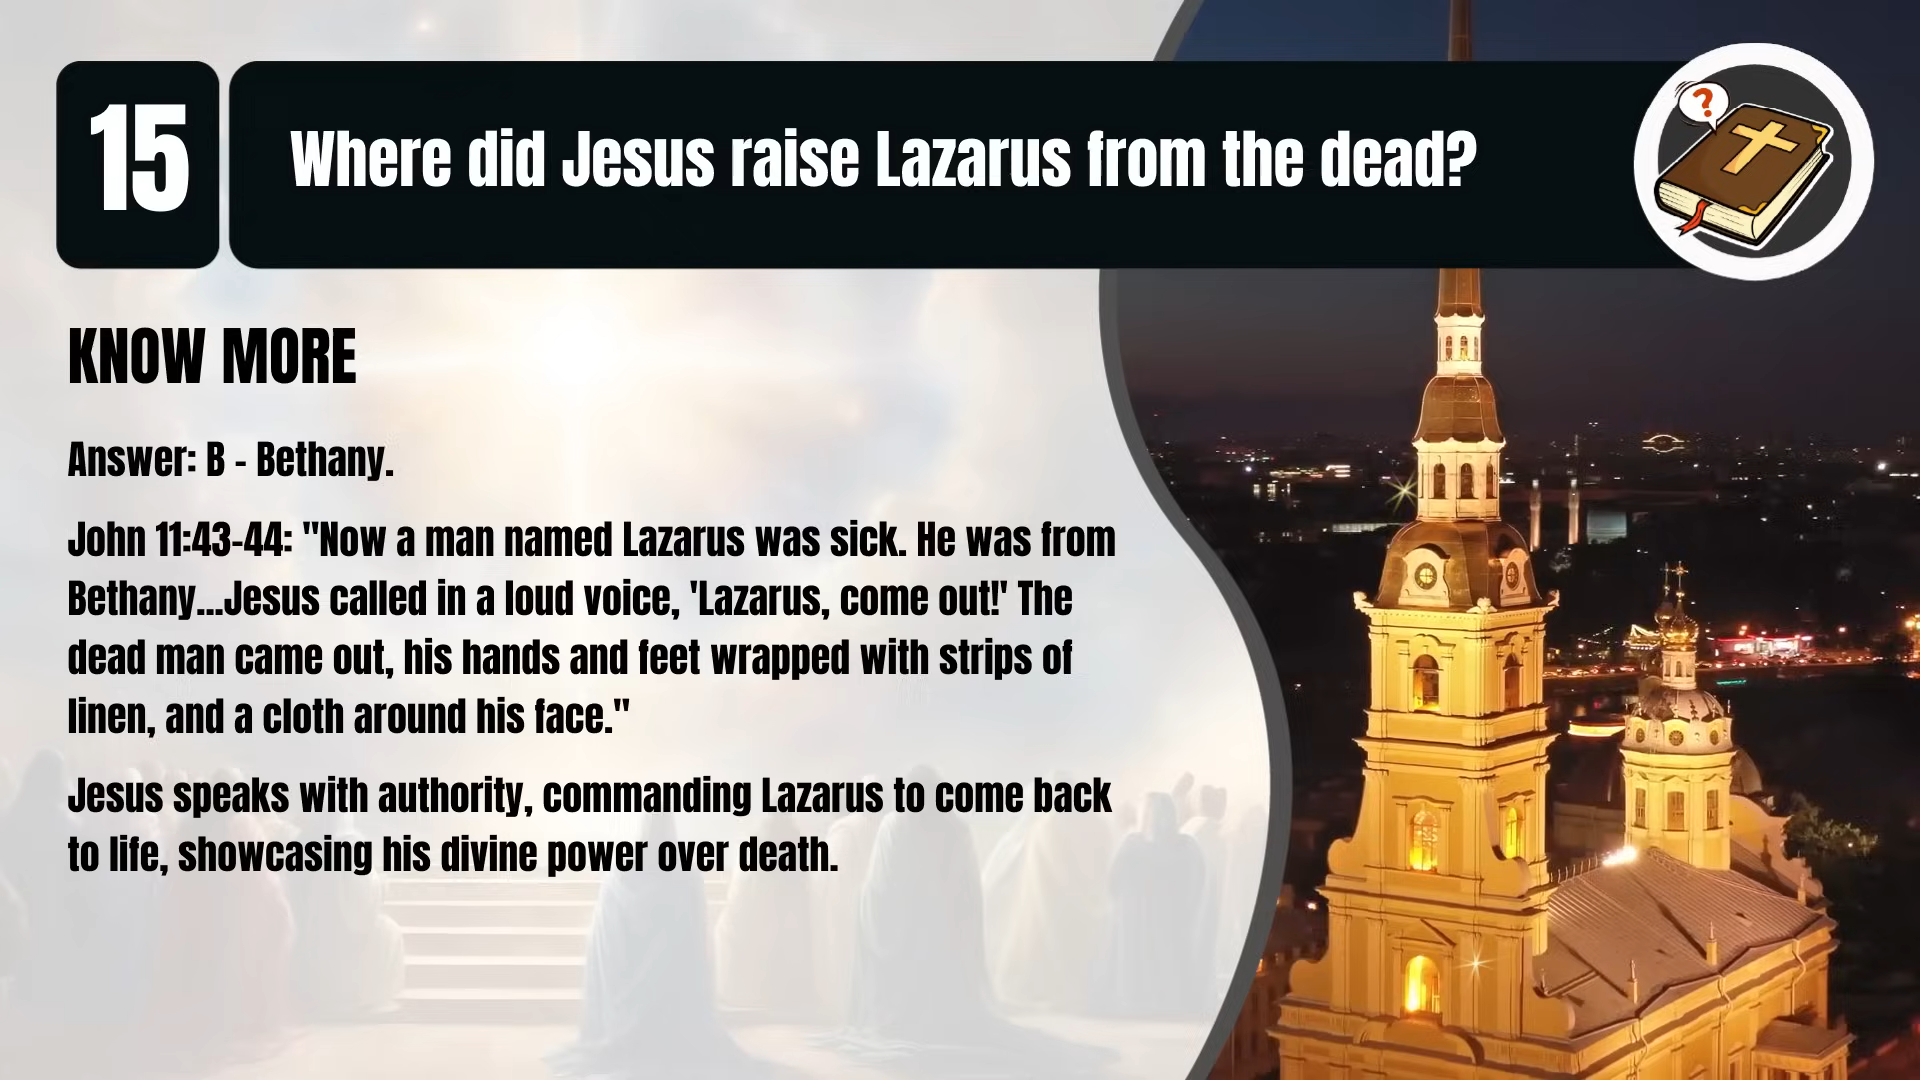 15
Where did Jesus raise Lazarus from the dead?
?
KNOW MORE
Answer: B - Bethany.
John 11:43-44: "Now a man named Lazarus was sick. He was from
Bethany...Jesus called in a loud voice, 'Lazarus, come out!' The
dead man came out, his hands and feet wrapped with strips of
linen, and a cloth around his face."
Jesus speaks with authority, commanding Lazarus to come back
to life, showcasing his divine power over death.